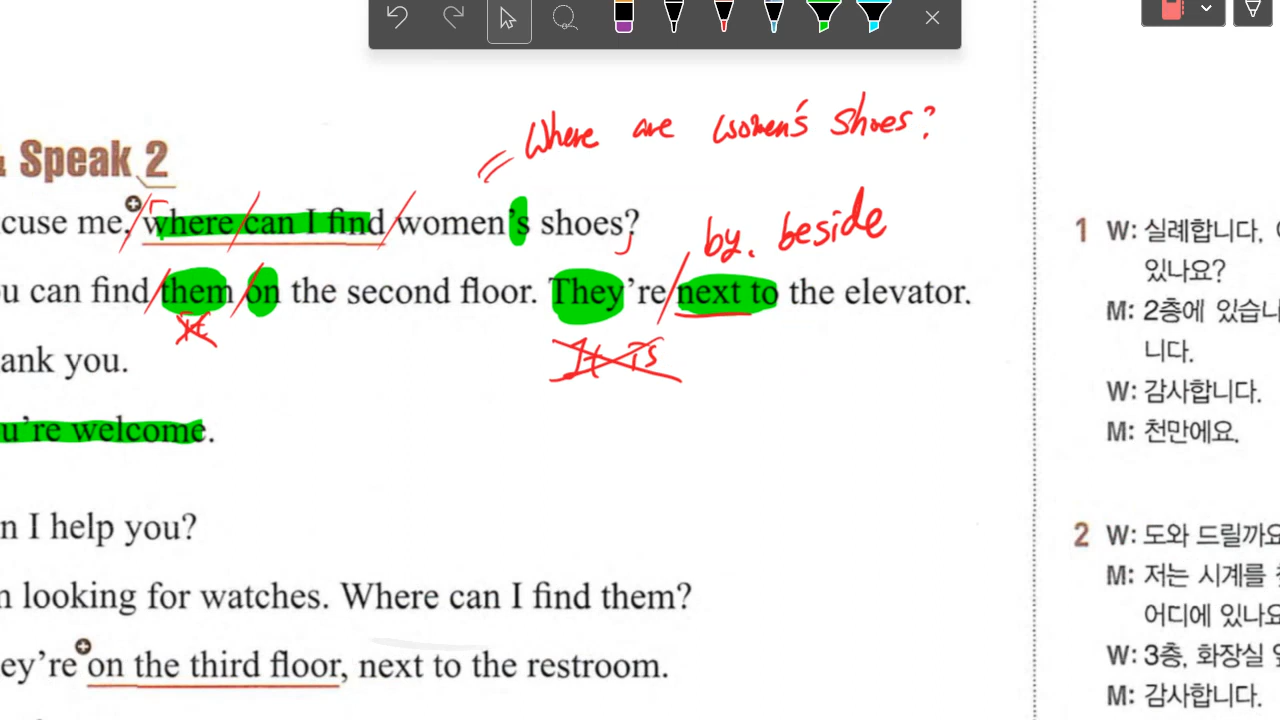 Where are women's shoes?
& Speak 2
cuse me, where can I find women's shoes?
by. beside
u can find them on the second floor. They're next to the elevator.
It
It is
ank you.
u're welcome.
n I help you?
n looking for watches. Where can I find them?
ey're on the third floor, next to the restroom.
1 W: 실례합니다,
있나요?
M: 2층에 있습니
니다.
W: 감사합니다.
M: 천만에요.
2 W: 도와 드릴까요
M: 저는 시계를
어디에 있나요
W: 3층, 화장실
M: 감사합니다.